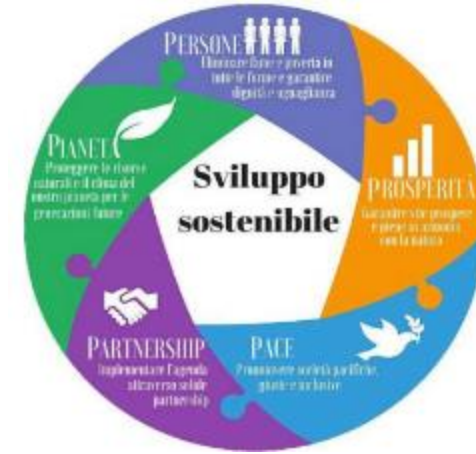 PERSONE
Eliminare fame e povertà in
tutte le forme e garantire
dignità e uguaglianza
PROSPERITÀ
Garantire vite prospere
e piene in armonia
con la natura
PACE
Promuovere società pacifiche,
giuste e inclusive
PARTNERSHIP
Implementare l'agenda
attraverso solide
partnership
PIANETA
Proteggere le risorse
naturali e il clima del
nostro pianeta per le
generazioni future
Sviluppo
sostenibile